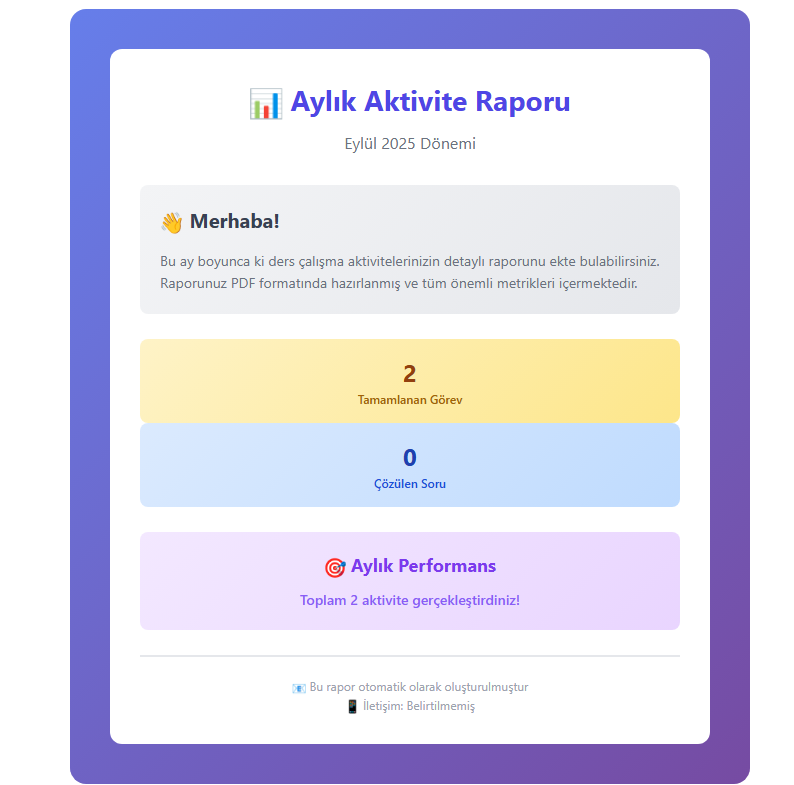 📊 Aylık Aktivite Raporu
Eylül 2025 Dönemi
👋 Merhaba!
Bu ay boyunca ki ders çalışma aktivitelerinizin detaylı raporunu ekte bulabilirsiniz.
Raporunuz PDF formatında hazırlanmış ve tüm önemli metrikleri içermektedir.
2
Tamamlanan Görev
0
Çözülen Soru
🎯 Aylık Performans
Toplam 2 aktivite gerçekleştirdiniz!
📧 Bu rapor otomatik olarak oluşturulmuştur
📱 İletişim: Belirtilmemiş